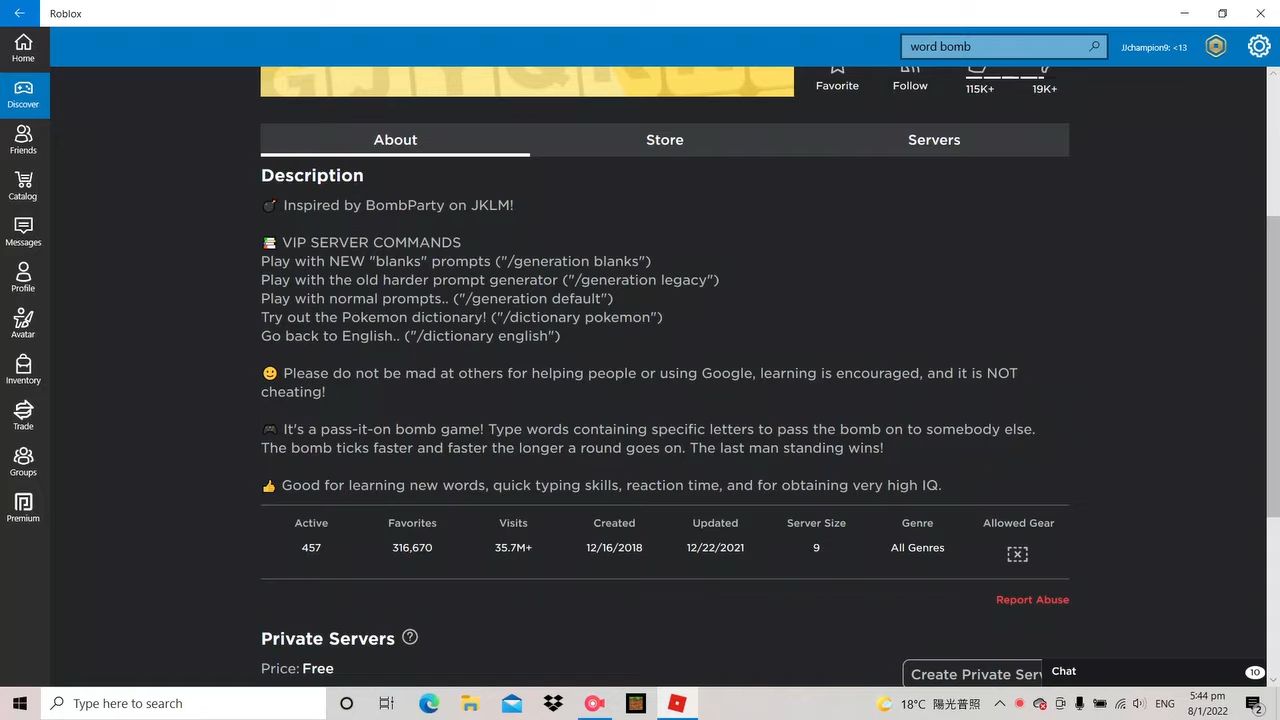 Roblox
word bomb
JJchampion9: <13
Home
Discover
Friends
Catalog
Messages
Profile
Avatar
Inventory
Trade
Groups
Premium
Favorite
Follow
115K+
19K+
About
Store
Servers
Description
💣 Inspired by BombParty on JKLM!
📚 VIP SERVER COMMANDS
Play with NEW "blanks" prompts ("/generation blanks")
Play with the old harder prompt generator ("/generation legacy")
Play with normal prompts.. ("/generation default")
Try out the Pokemon dictionary! ("/dictionary pokemon")
Go back to English.. ("/dictionary english")
🙂 Please do not be mad at others for helping people or using Google, learning is encouraged, and it is NOT
cheating!
🎮 It's a pass-it-on bomb game! Type words containing specific letters to pass the bomb on to somebody else.
The bomb ticks faster and faster the longer a round goes on. The last man standing wins!
👍 Good for learning new words, quick typing skills, reaction time, and for obtaining very high IQ.
Active Favorites Visits Created Updated Server Size Genre Allowed Gear
457 316,670 35.7M+ 12/16/2018 12/22/2021 9 All Genres
Report Abuse
Private Servers
Price: Free
Create Private Serv
Chat
10
Type here to search
18°C 陽光普照
ENG
5:44 pm
8/1/2022
2